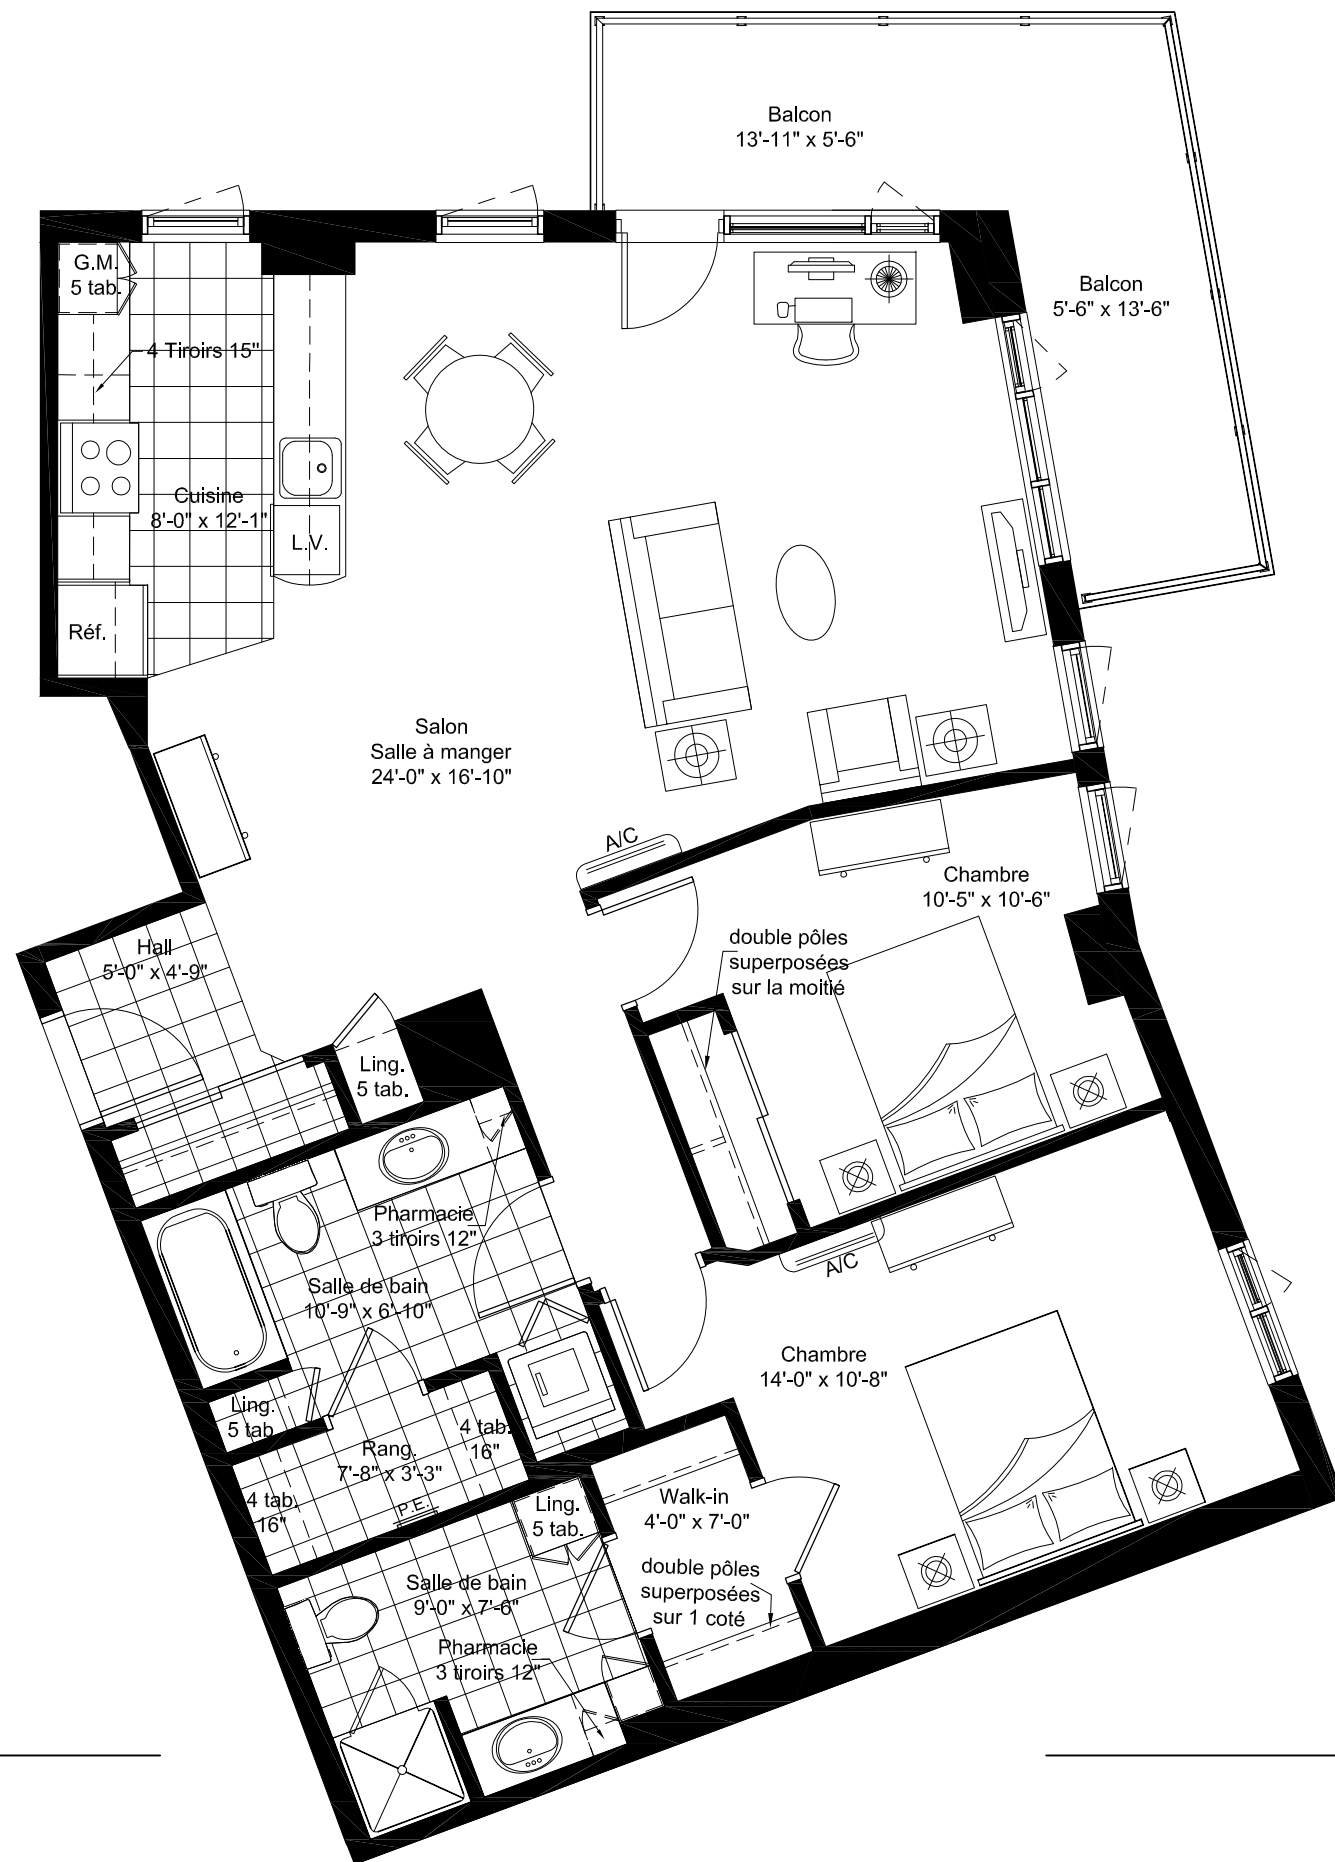 Balcon
13'-11" x 5'-6"
Balcon
5'-6" x 13'-6"
G.M.
5 tab.
4 Tiroirs 15"
Cuisine
8'-0" x 12'-1"
L.V.
Réf.
Salon
Salle à manger
24'-0" x 16'-10"
A/C
Chambre
10'-5" x 10'-6"
double pôles
superposées
sur la moitié
Hall
5'-0" x 4'-9"
Ling.
5 tab.
Pharmacie
3 tiroirs 12"
Salle de bain
10'-9" x 6'-10"
A/C
Chambre
14'-0" x 10'-8"
Ling.
5 tab.
4 tab.
16"
Rang.
7'-8" x 3'-3"
4 tab.
16"
P.E.
Ling.
5 tab.
Walk-in
4'-0" x 7'-0"
double pôles
superposées
sur 1 coté
Salle de bain
9'-0" x 7'-6"
Pharmacie
3 tiroirs 12"